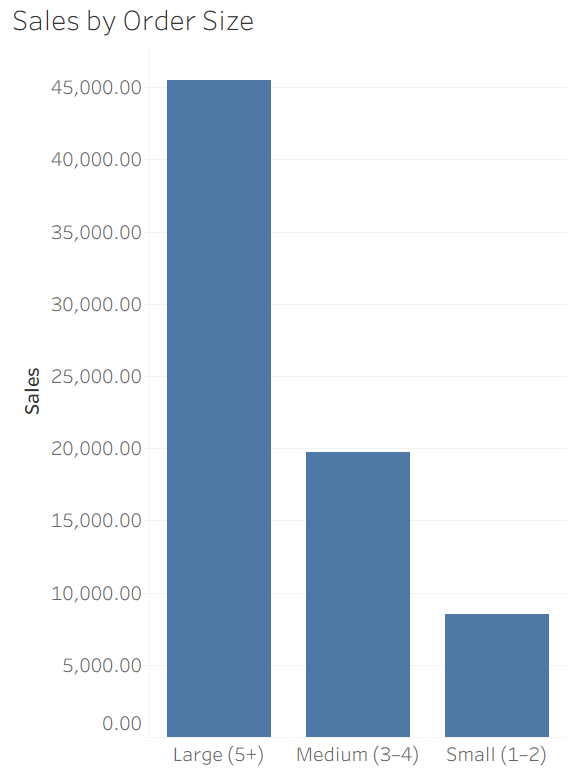 Sales by Order Size
Sales
45,000.00
40,000.00
35,000.00
30,000.00
25,000.00
20,000.00
15,000.00
10,000.00
5,000.00
0.00
Large (5+)
Medium (3–4)
Small (1–2)